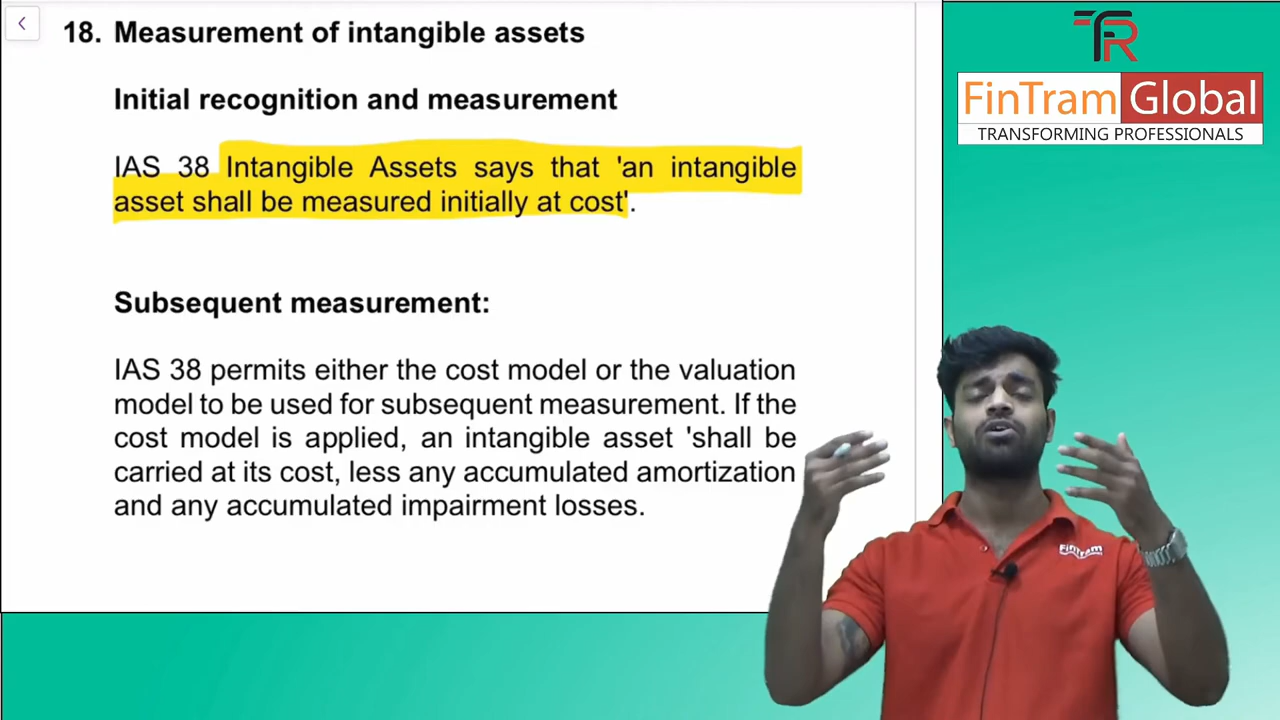 18. Measurement of intangible assets
Initial recognition and measurement
IAS 38 Intangible Assets says that 'an intangible
asset shall be measured initially at cost'.
Subsequent measurement:
IAS 38 permits either the cost model or the valuation
model to be used for subsequent measurement. If the
cost model is applied, an intangible asset 'shall be
carried at its cost, less any accumulated amortization
and any accumulated impairment losses.
FinTram Global
TRANSFORMING PROFESSIONALS
FinTram